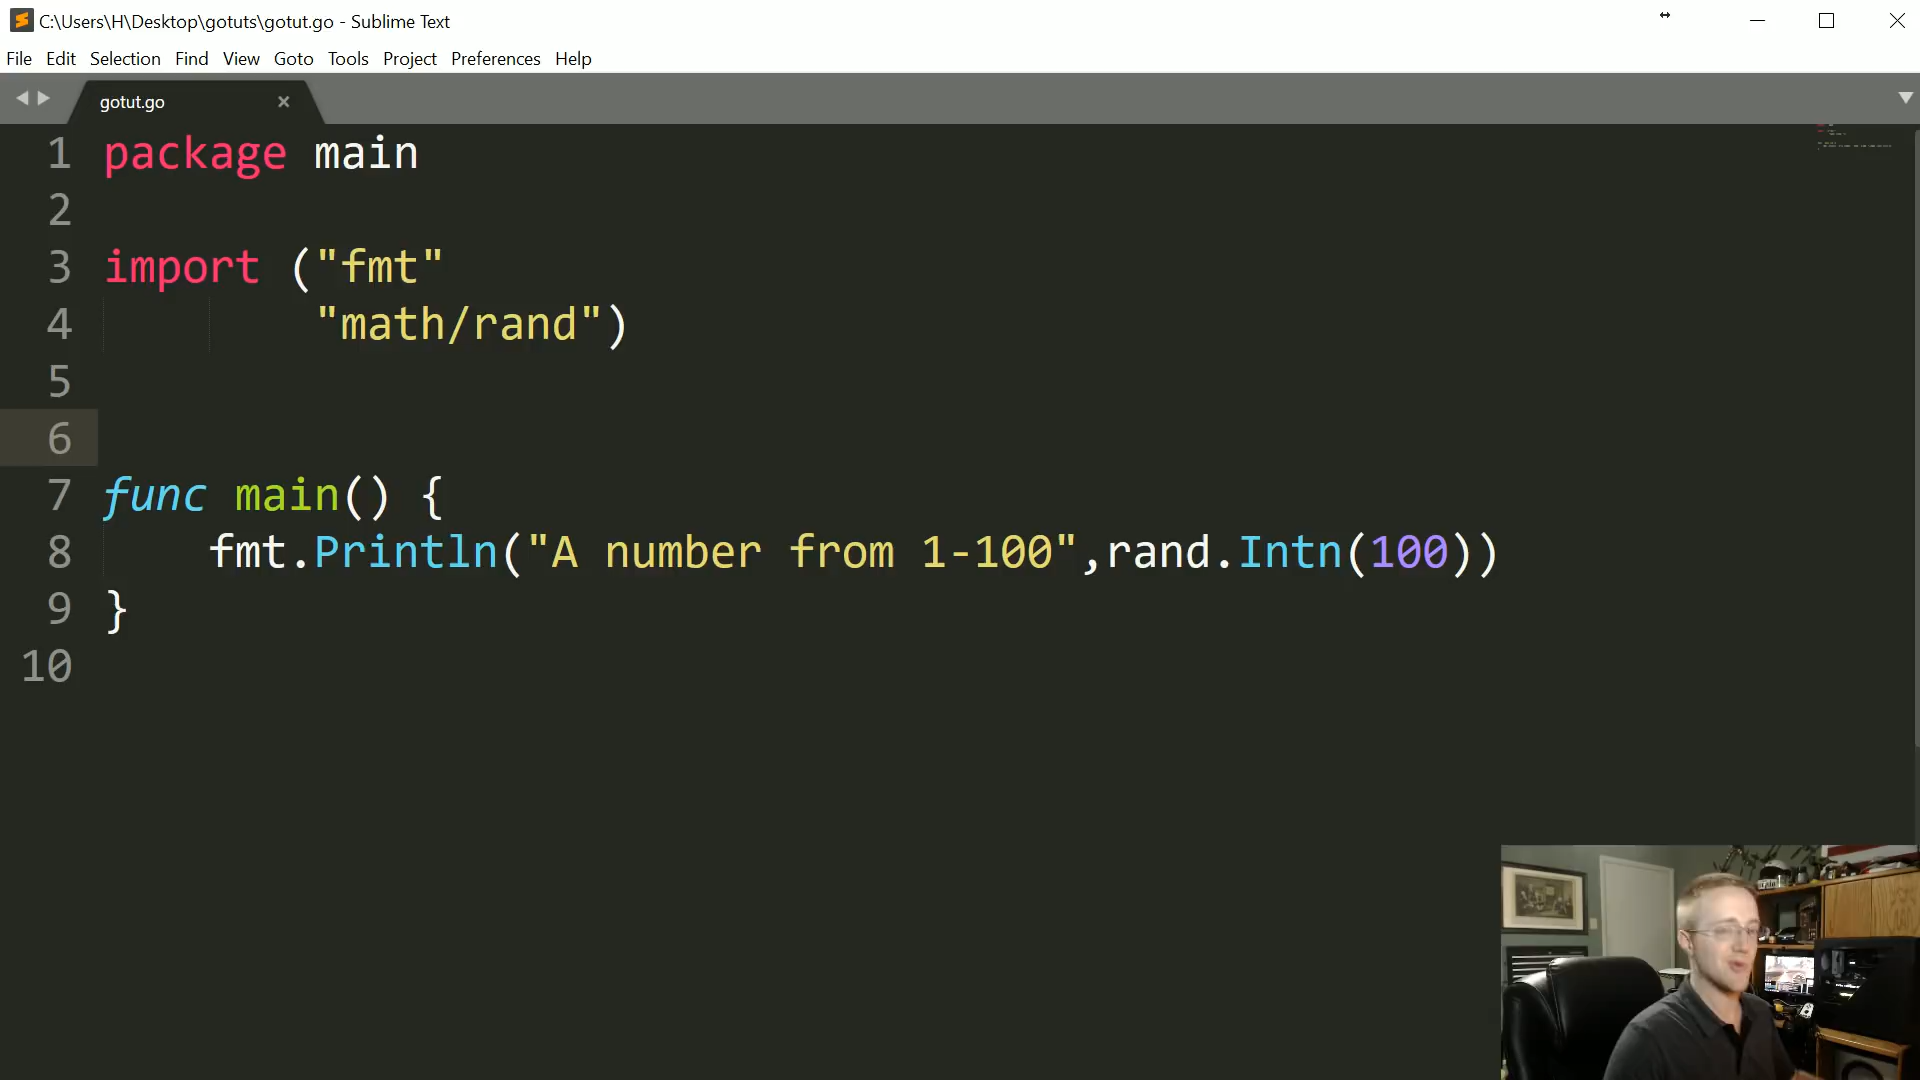 C:\Users\H\Desktop\gotuts\gotut.go - Sublime Text
File Edit Selection Find View Goto Tools Project Preferences Help
gotut.go
1 package main
2
3 import ("fmt"
4 "math/rand")
5
6
7 func main() {
8 fmt.Println("A number from 1-100",rand.Intn(100))
9 }
10